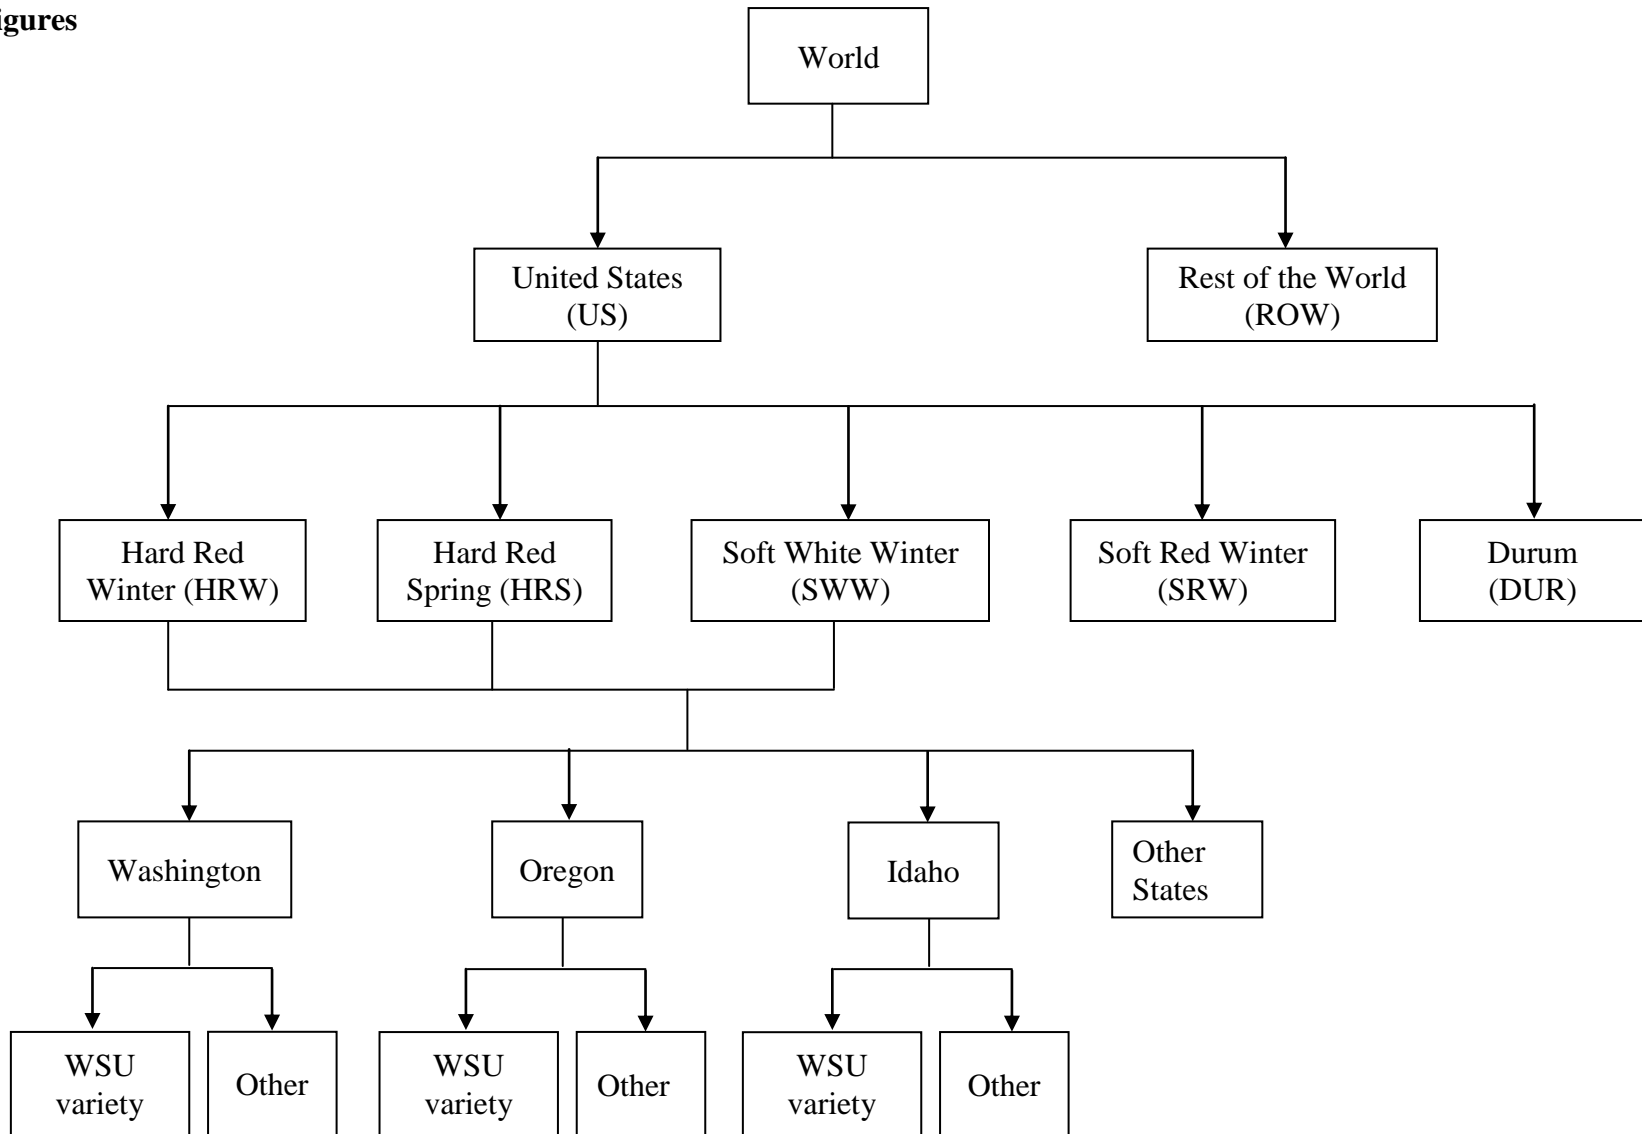 igures
World
United States
(US)
Rest of the World
(ROW)
Hard Red
Winter (HRW)
Hard Red
Spring (HRS)
Soft White Winter
(SWW)
Soft Red Winter
(SRW)
Durum
(DUR)
Washington
Oregon
Idaho
Other
States
WSU
variety
Other
WSU
variety
Other
WSU
variety
Other